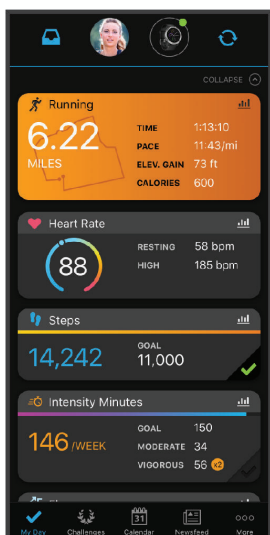 COLLAPSE
Running
6.22
MILES
TIME 1:13:10
PACE 11:43/mi
ELEV. GAIN 73 ft
CALORIES 600
Heart Rate
88
RESTING 58 bpm
HIGH 185 bpm
Steps
14,242
GOAL
11,000
Intensity Minutes
146 /WEEK
GOAL 150
MODERATE 34
VIGOROUS 56 x2
31
My Day Challenges Calendar Newsfeed More